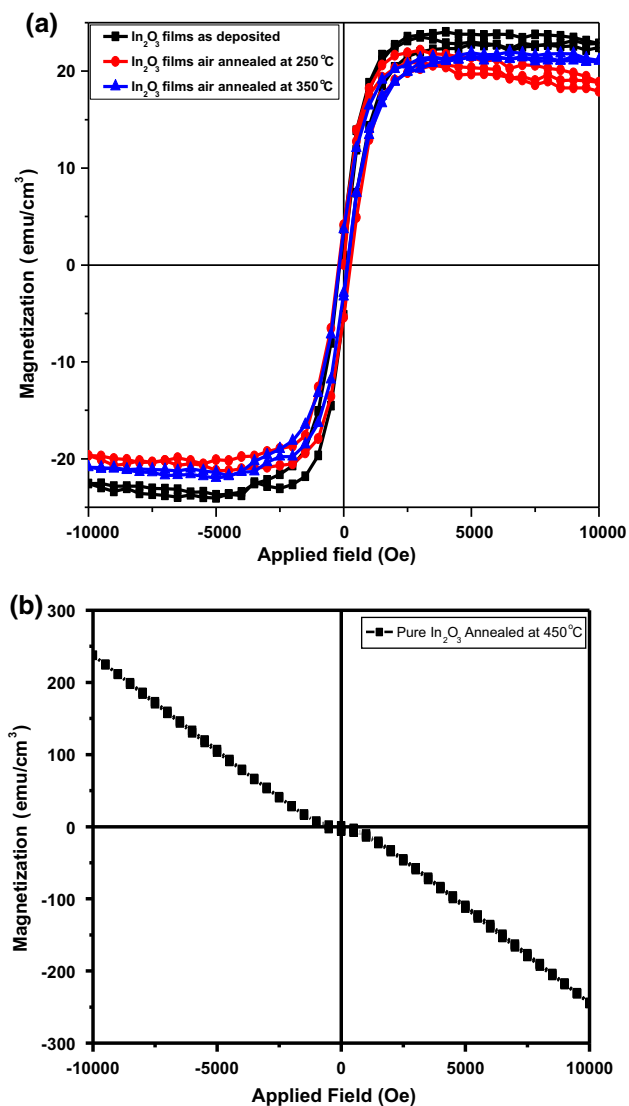 (a)
In₂O₃ films as deposited
In₂O₃ films air annealed at 250°C
In₂O₃ films air annealed at 350°C
20
10
0
-10
-20
Magnetization (emu/cm³)
-10000 -5000 0 5000 10000
Applied field (Oe)
(b)
Pure In₂O₃ Annealed at 450°C
300
200
100
0
-100
-200
-300
Magnetization (emu/cm³)
-10000 -5000 0 5000 10000
Applied Field (Oe)